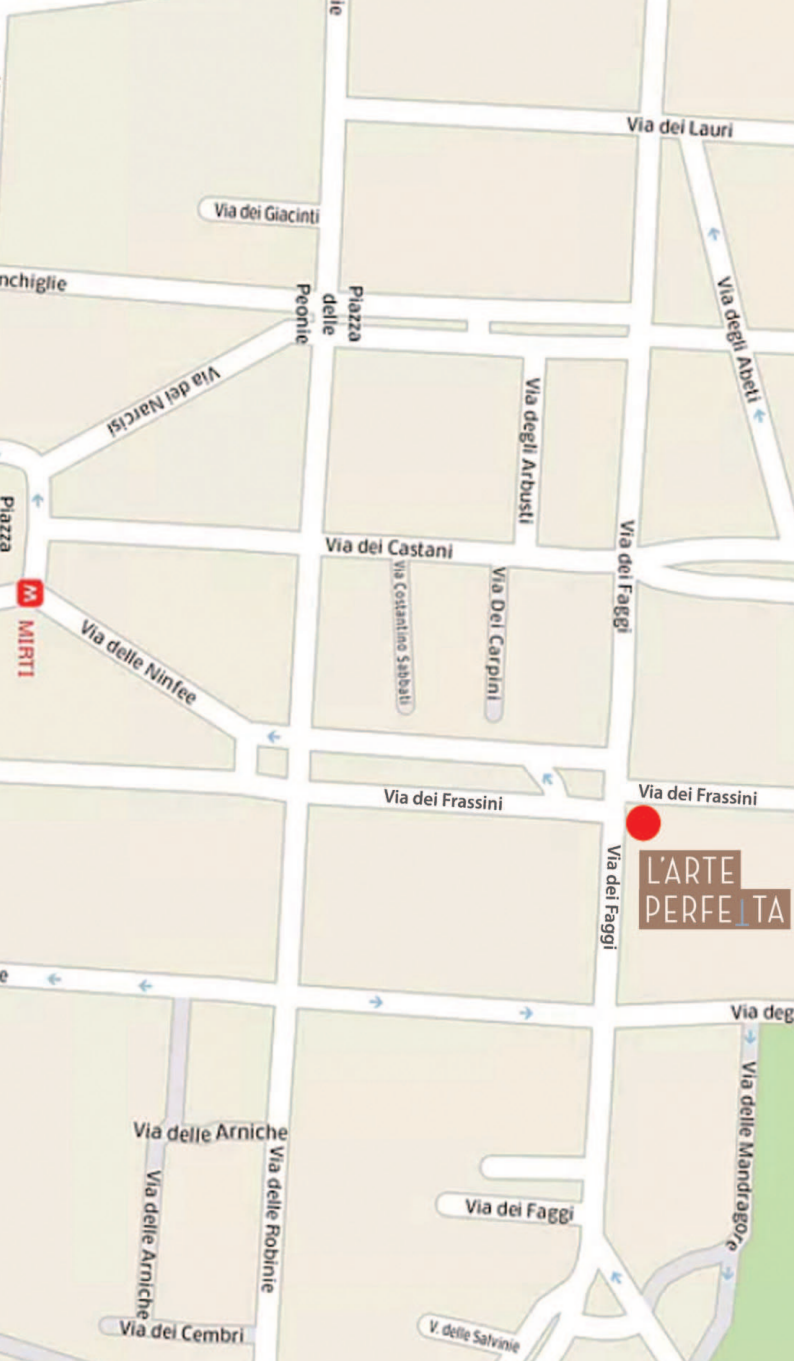 ie
Via dei Lauri
Via dei Giacinti
nchiglie
Piazza
delle
Peonie
Via degli Abeti
Via dei Narcisi
Via degli Arbusti
Piazza
Via dei Castani
Via dei Faggi
Via Costantino Sabbati
Via Dei Carpini
M
MIRTI
Via delle Ninfee
Via dei Frassini
Via dei Frassini
Via dei Faggi
L'ARTE
PERFETTA
e
Via deg
Via delle Mandragore
Via delle Arniche
Via delle Robinie
Via delle Arniche
Via dei Faggi
Via dei Cembri
V. delle Salvinie